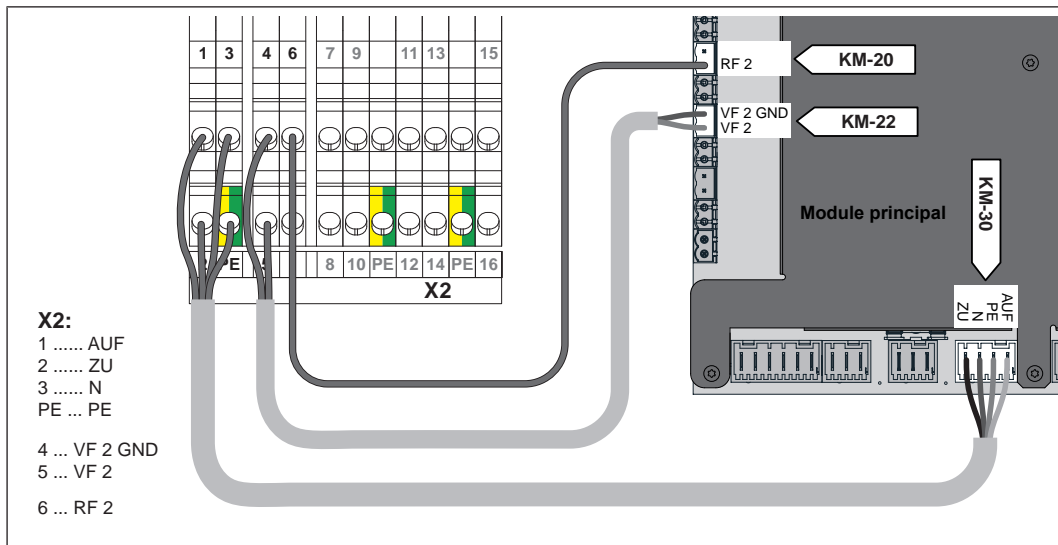 1 3 4 6 7 9 11 13 15
RF 2
KM-20
VF 2 GND
VF 2
KM-22
KM-30
Module principal
AUF
PE
N
ZU
PE 8 10 PE 12 14 PE 16
X2
X2:
1 ...... AUF
2 ...... ZU
3 ...... N
PE ... PE
4 ... VF 2 GND
5 ... VF 2
6 ... RF 2